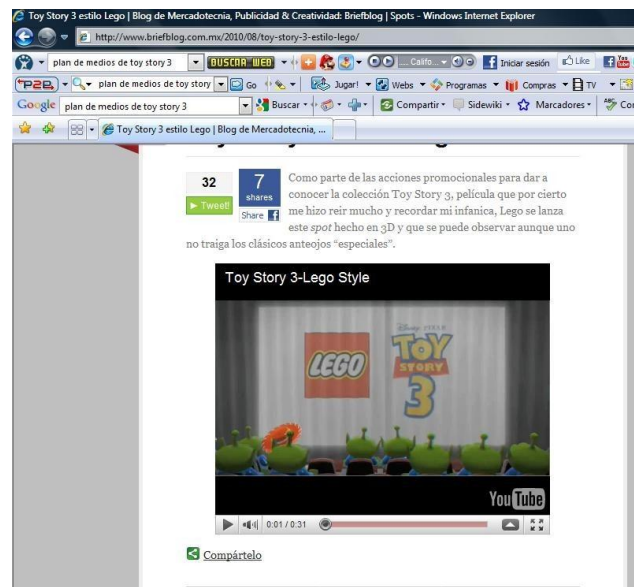 Toy Story 3 estilo Lego | Blog de Mercadotecnia, Publicidad & Creatividad: Briefblog | Spots - Windows Internet Explorer
http://www.briefblog.com.mx/2010/08/toy-story-3-estilo-lego/
plan de medios de toy story 3 BUSCAR WEB Califo... Iniciar sesión Like You
P2P plan de medios de toy story Go Jugar! Webs Programas Compras TV
Google plan de medios de toy story 3 Buscar Compartir Sidewiki Marcadores Co
Toy Story 3 estilo Lego | Blog de Mercadotecnia, ...
32
Tweet!
7
shares
Share
Como parte de las acciones promocionales para dar a
conocer la colección Toy Story 3, película que por cierto
me hizo reir mucho y recordar mi infanica, Lego se lanza
este spot hecho en 3D y que se puede observar aunque uno
no traiga los clásicos anteojos “especiales”.
Toy Story 3-Lego Style
LEGO
Disney PIXAR
TOY
STORY
3
YouTube
0:01 / 0:31
Compártelo